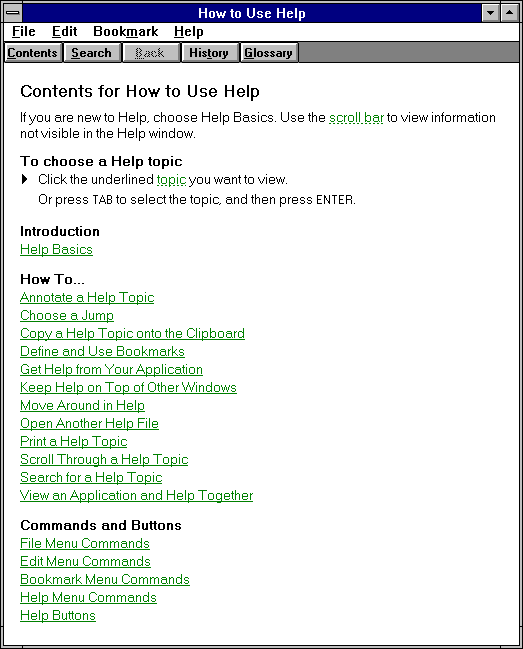 How to Use Help
File Edit Bookmark Help
Contents Search Back History Glossary
Contents for How to Use Help
If you are new to Help, choose Help Basics. Use the scroll bar to view information
not visible in the Help window.
To choose a Help topic
Click the underlined topic you want to view.
Or press TAB to select the topic, and then press ENTER.
Introduction
Help Basics
How To...
Annotate a Help Topic
Choose a Jump
Copy a Help Topic onto the Clipboard
Define and Use Bookmarks
Get Help from Your Application
Keep Help on Top of Other Windows
Move Around in Help
Open Another Help File
Print a Help Topic
Scroll Through a Help Topic
Search for a Help Topic
View an Application and Help Together
Commands and Buttons
File Menu Commands
Edit Menu Commands
Bookmark Menu Commands
Help Menu Commands
Help Buttons